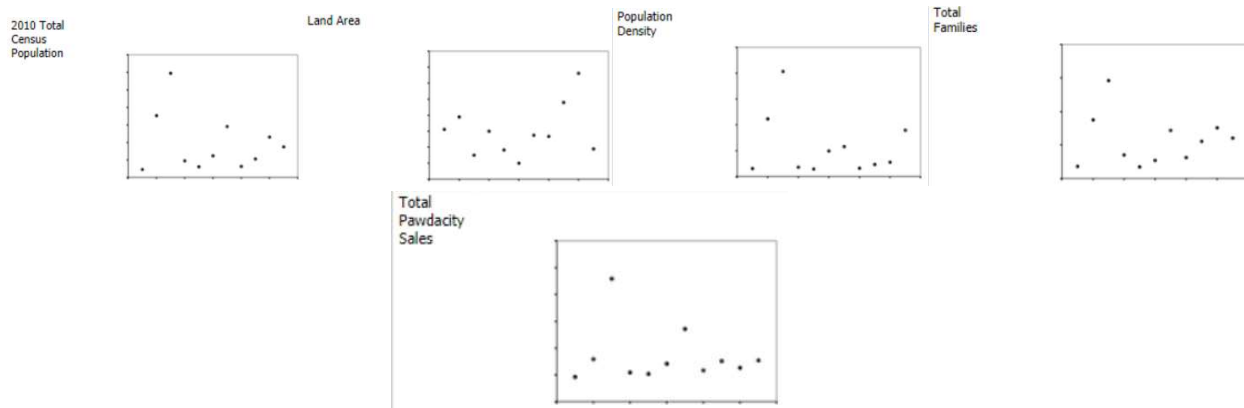 2010 Total
Census
Population
Land Area
Population
Density
Total
Families
Total
Pawdacity
Sales